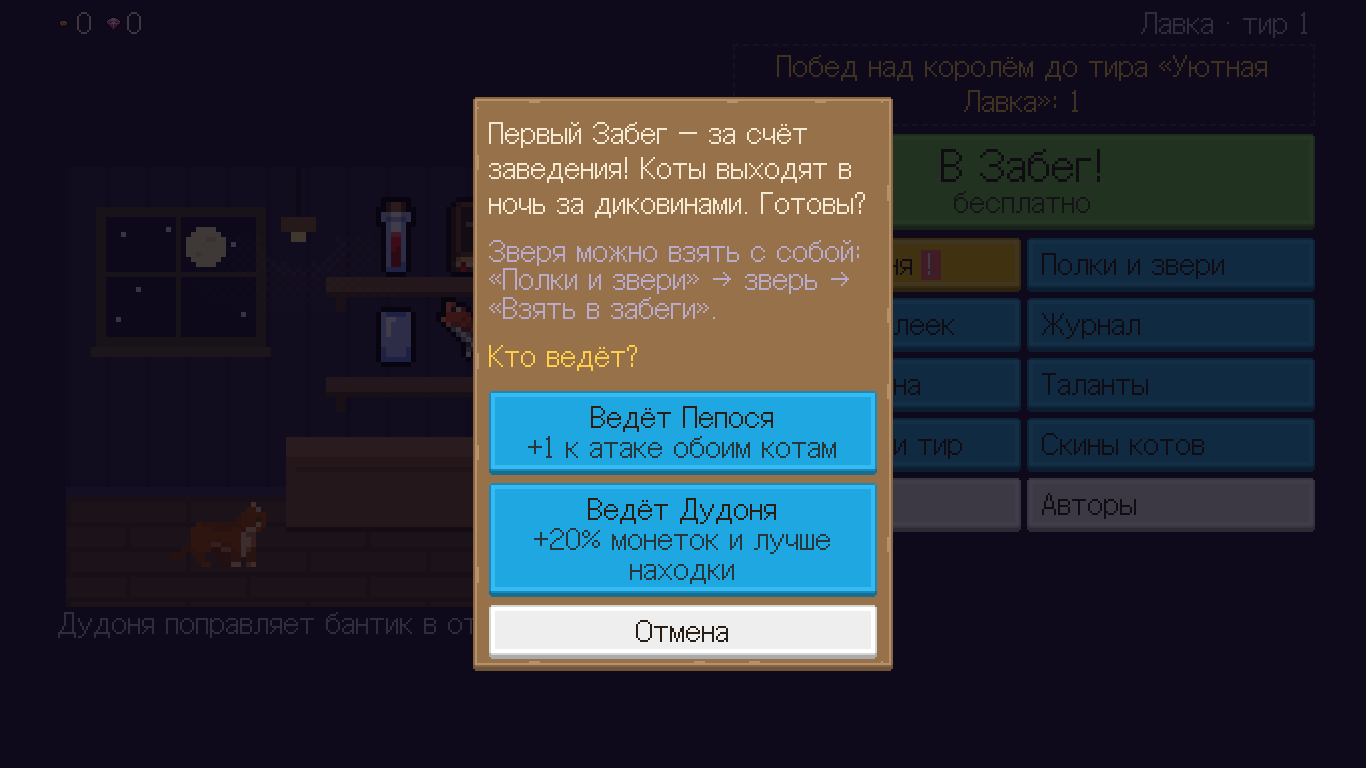 0 0
Лавка · тир 1
Побед над королём до тира «Уютная
Лавка»: 1
В Забег!
бесплатно
Первый Забег — за счёт
заведения! Коты выходят в
ночь за диковинами. Готовы?
Зверя можно взять с собой:
«Полки и звери» → зверь →
«Взять в забеги».
Кто ведёт?
Ведёт Пепося
+1 к атаке обоим котам
Ведёт Дудоня
+20% монеток и лучше
находки
Отмена
!
Полки и звери
Журнал
Таланты
и тир
Скины котов
Авторы
Дудоня поправляет бантик в